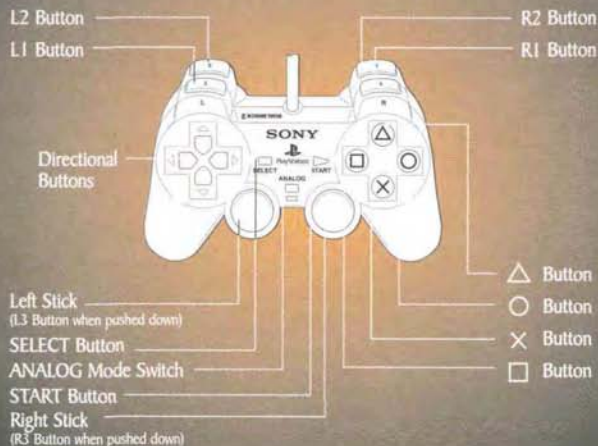 L2 Button
L1 Button
R2 Button
R1 Button
L
R
SONY
PlayStation
SELECT
START
ANALOG
Directional
Buttons
Left Stick
(L3 Button when pushed down)
SELECT Button
ANALOG Mode Switch
START Button
Right Stick
(R3 Button when pushed down)
△ Button
○ Button
✕ Button
□ Button